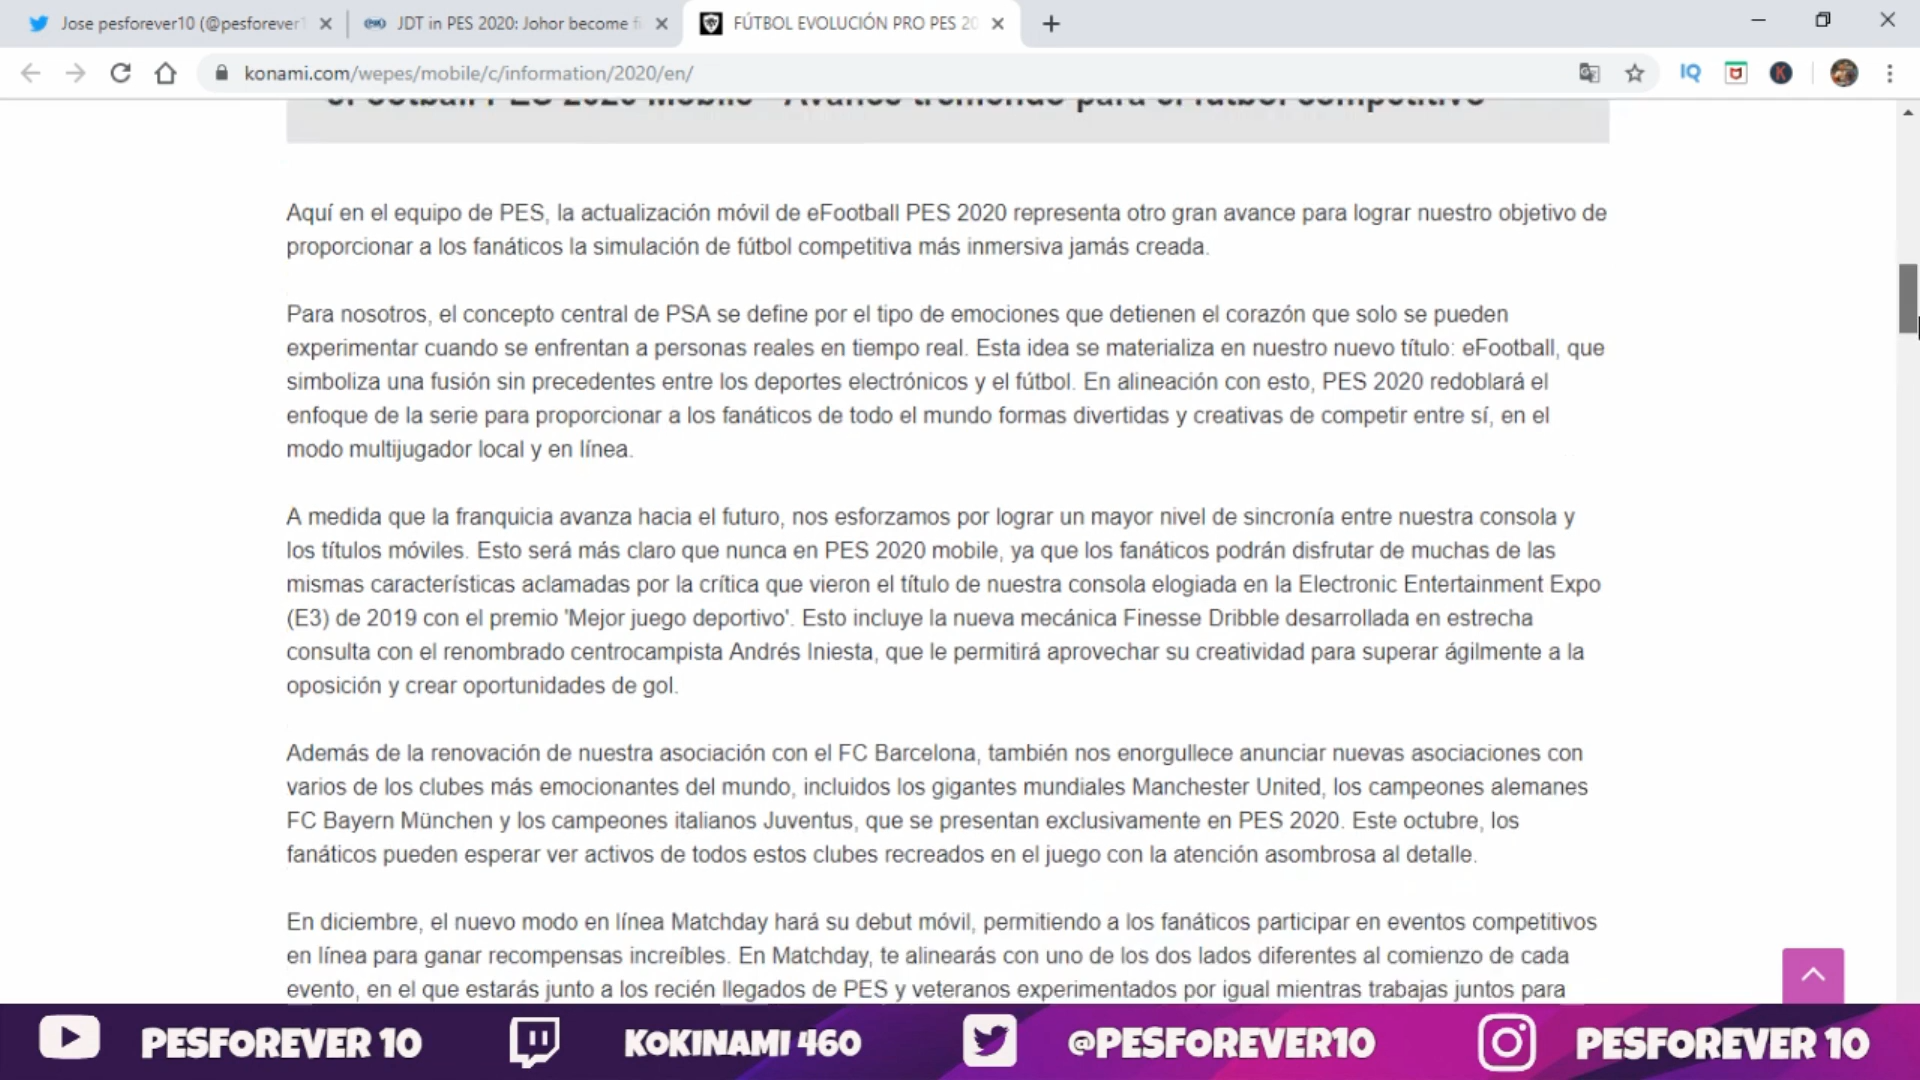 Jose pesforever10 (@pesforever1
JDT in PES 2020: Johor become fi
FÚTBOL EVOLUCIÓN PRO PES 20
konami.com/wepes/mobile/c/information/2020/en/
IQ
K
eFootball PES 2020 Mobile - Avance tremendo para el fútbol competitivo
Aquí en el equipo de PES, la actualización móvil de eFootball PES 2020 representa otro gran avance para lograr nuestro objetivo de
proporcionar a los fanáticos la simulación de fútbol competitiva más inmersiva jamás creada.
Para nosotros, el concepto central de PSA se define por el tipo de emociones que detienen el corazón que solo se pueden
experimentar cuando se enfrentan a personas reales en tiempo real. Esta idea se materializa en nuestro nuevo título: eFootball, que
simboliza una fusión sin precedentes entre los deportes electrónicos y el fútbol. En alineación con esto, PES 2020 redoblará el
enfoque de la serie para proporcionar a los fanáticos de todo el mundo formas divertidas y creativas de competir entre sí, en el
modo multijugador local y en línea.
A medida que la franquicia avanza hacia el futuro, nos esforzamos por lograr un mayor nivel de sincronía entre nuestra consola y
los títulos móviles. Esto será más claro que nunca en PES 2020 mobile, ya que los fanáticos podrán disfrutar de muchas de las
mismas características aclamadas por la crítica que vieron el título de nuestra consola elogiada en la Electronic Entertainment Expo
(E3) de 2019 con el premio 'Mejor juego deportivo'. Esto incluye la nueva mecánica Finesse Dribble desarrollada en estrecha
consulta con el renombrado centrocampista Andrés Iniesta, que le permitirá aprovechar su creatividad para superar ágilmente a la
oposición y crear oportunidades de gol.
Además de la renovación de nuestra asociación con el FC Barcelona, también nos enorgullece anunciar nuevas asociaciones con
varios de los clubes más emocionantes del mundo, incluidos los gigantes mundiales Manchester United, los campeones alemanes
FC Bayern München y los campeones italianos Juventus, que se presentan exclusivamente en PES 2020. Este octubre, los
fanáticos pueden esperar ver activos de todos estos clubes recreados en el juego con la atención asombrosa al detalle.
En diciembre, el nuevo modo en línea Matchday hará su debut móvil, permitiendo a los fanáticos participar en eventos competitivos
en línea para ganar recompensas increíbles. En Matchday, te alinearás con uno de los dos lados diferentes al comienzo de cada
evento, en el que estarás junto a los recién llegados de PES y veteranos experimentados por igual mientras trabajas juntos para
PESFOREVER 10
KOKINAMI 460
@PESFOREVER10
PESFOREVER 10